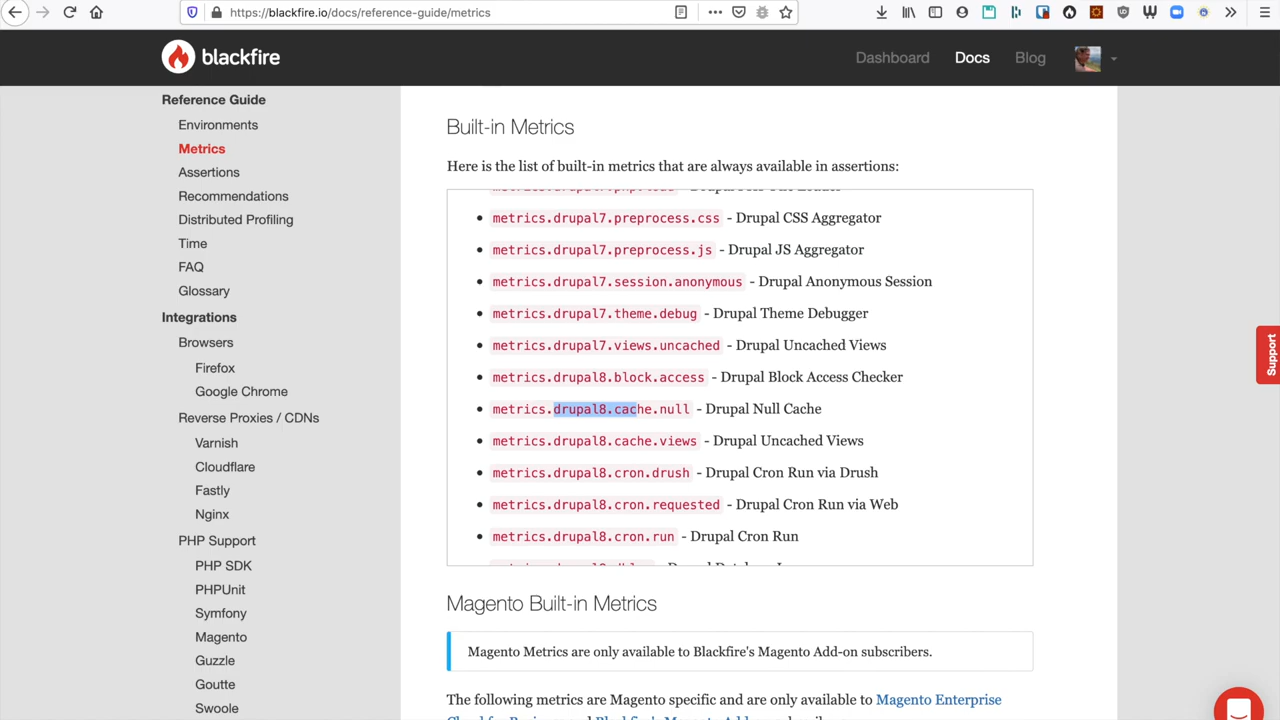 https://blackfire.io/docs/reference-guide/metrics
blackfire
Dashboard
Docs
Blog
Reference Guide
Environments
Metrics
Assertions
Recommendations
Distributed Profiling
Time
FAQ
Glossary
Integrations
Browsers
Firefox
Google Chrome
Reverse Proxies / CDNs
Varnish
Cloudflare
Fastly
Nginx
PHP Support
PHP SDK
PHPUnit
Symfony
Magento
Guzzle
Goutte
Swoole
Built-in Metrics
Here is the list of built-in metrics that are always available in assertions:
metrics.drupal7.preprocess.css - Drupal CSS Aggregator
metrics.drupal7.preprocess.js - Drupal JS Aggregator
metrics.drupal7.session.anonymous - Drupal Anonymous Session
metrics.drupal7.theme.debug - Drupal Theme Debugger
metrics.drupal7.views.uncached - Drupal Uncached Views
metrics.drupal8.block.access - Drupal Block Access Checker
metrics.drupal8.cache.null - Drupal Null Cache
metrics.drupal8.cache.views - Drupal Uncached Views
metrics.drupal8.cron.drush - Drupal Cron Run via Drush
metrics.drupal8.cron.requested - Drupal Cron Run via Web
metrics.drupal8.cron.run - Drupal Cron Run
Magento Built-in Metrics
Magento Metrics are only available to Blackfire's Magento Add-on subscribers.
The following metrics are Magento specific and are only available to Magento Enterprise
Support